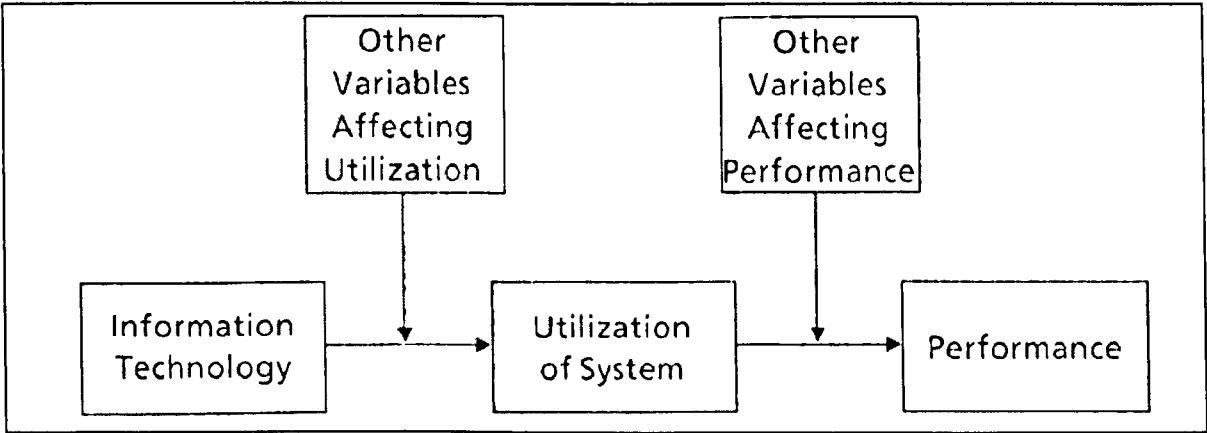 Other
Variables
Affecting
Utilization
Other
Variables
Affecting
Performance
Information
Technology
Utilization
of System
Performance